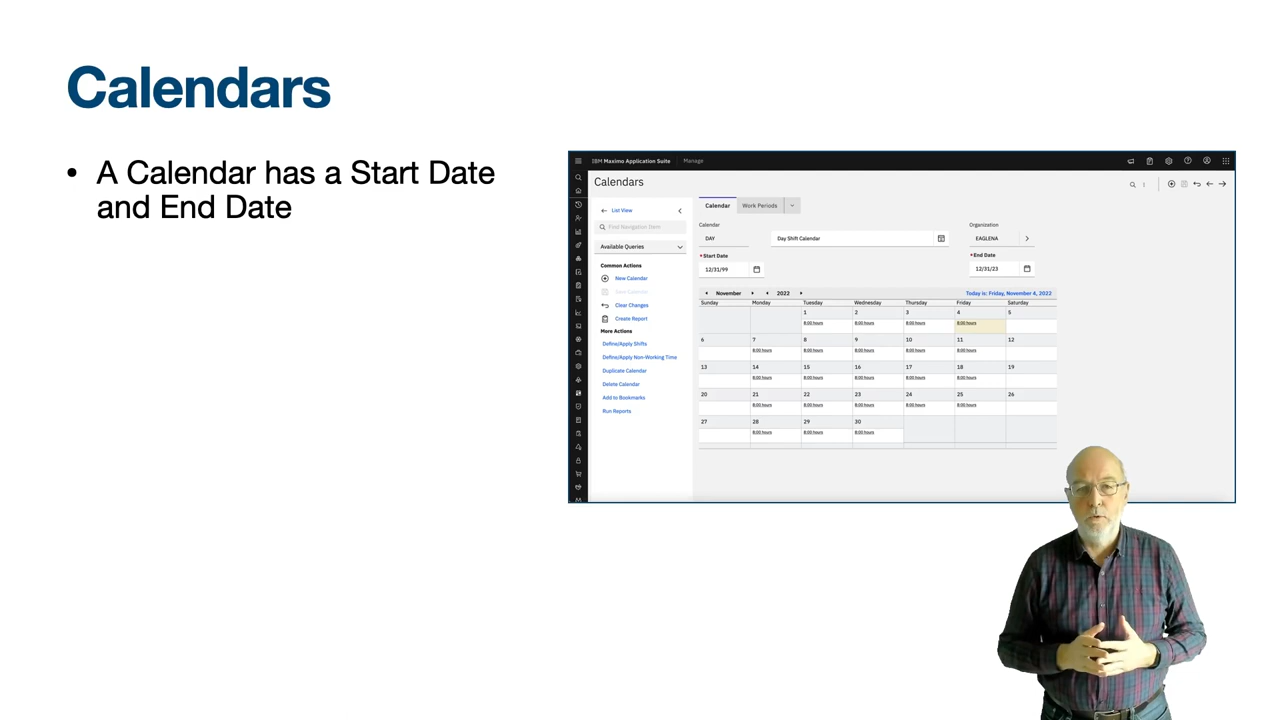 Calendars
• A Calendar has a Start Date
and End Date
IBM Maximo Application Suite Manage
Calendars
List View
Find Navigation Item
Available Queries
Common Actions
New Calendar
Save Calendar
Clear Changes
Create Report
More Actions
Define/Apply Shifts
Define/Apply Non-Working Time
Duplicate Calendar
Delete Calendar
Add to Bookmarks
Run Reports
Calendar Work Periods
Calendar Organization
DAY Day Shift Calendar EAGLENA
*Start Date *End Date
12/31/99 12/31/23
November 2022 Today is: Friday, November 4, 2022
Sunday Monday Tuesday Wednesday Thursday Friday Saturday
1 2 3 4 5
8:00 hours 8:00 hours 8:00 hours 8:00 hours
6 7 8 9 10 11 12
8:00 hours 8:00 hours 8:00 hours 8:00 hours 8:00 hours
13 14 15 16 17 18 19
8:00 hours 8:00 hours 8:00 hours 8:00 hours 8:00 hours
20 21 22 23 24 25 26
8:00 hours 8:00 hours 8:00 hours 8:00 hours 8:00 hours
27 28 29 30
8:00 hours 8:00 hours 8:00 hours